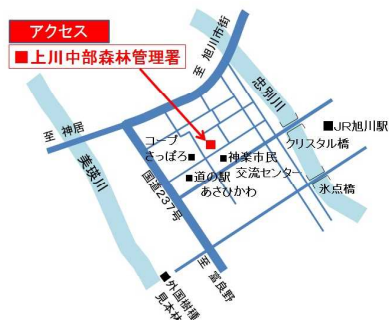 アクセス
■上川中部森林管理署
至 旭川市街
忠別川
至 神居
美瑛川
コープ
さっぽろ■
■神楽市民
交流センター
■道の駅
あさひかわ
国道237号
■JR旭川駅
クリスタル橋
氷点橋
至 富良野
■外国樹種
見本林